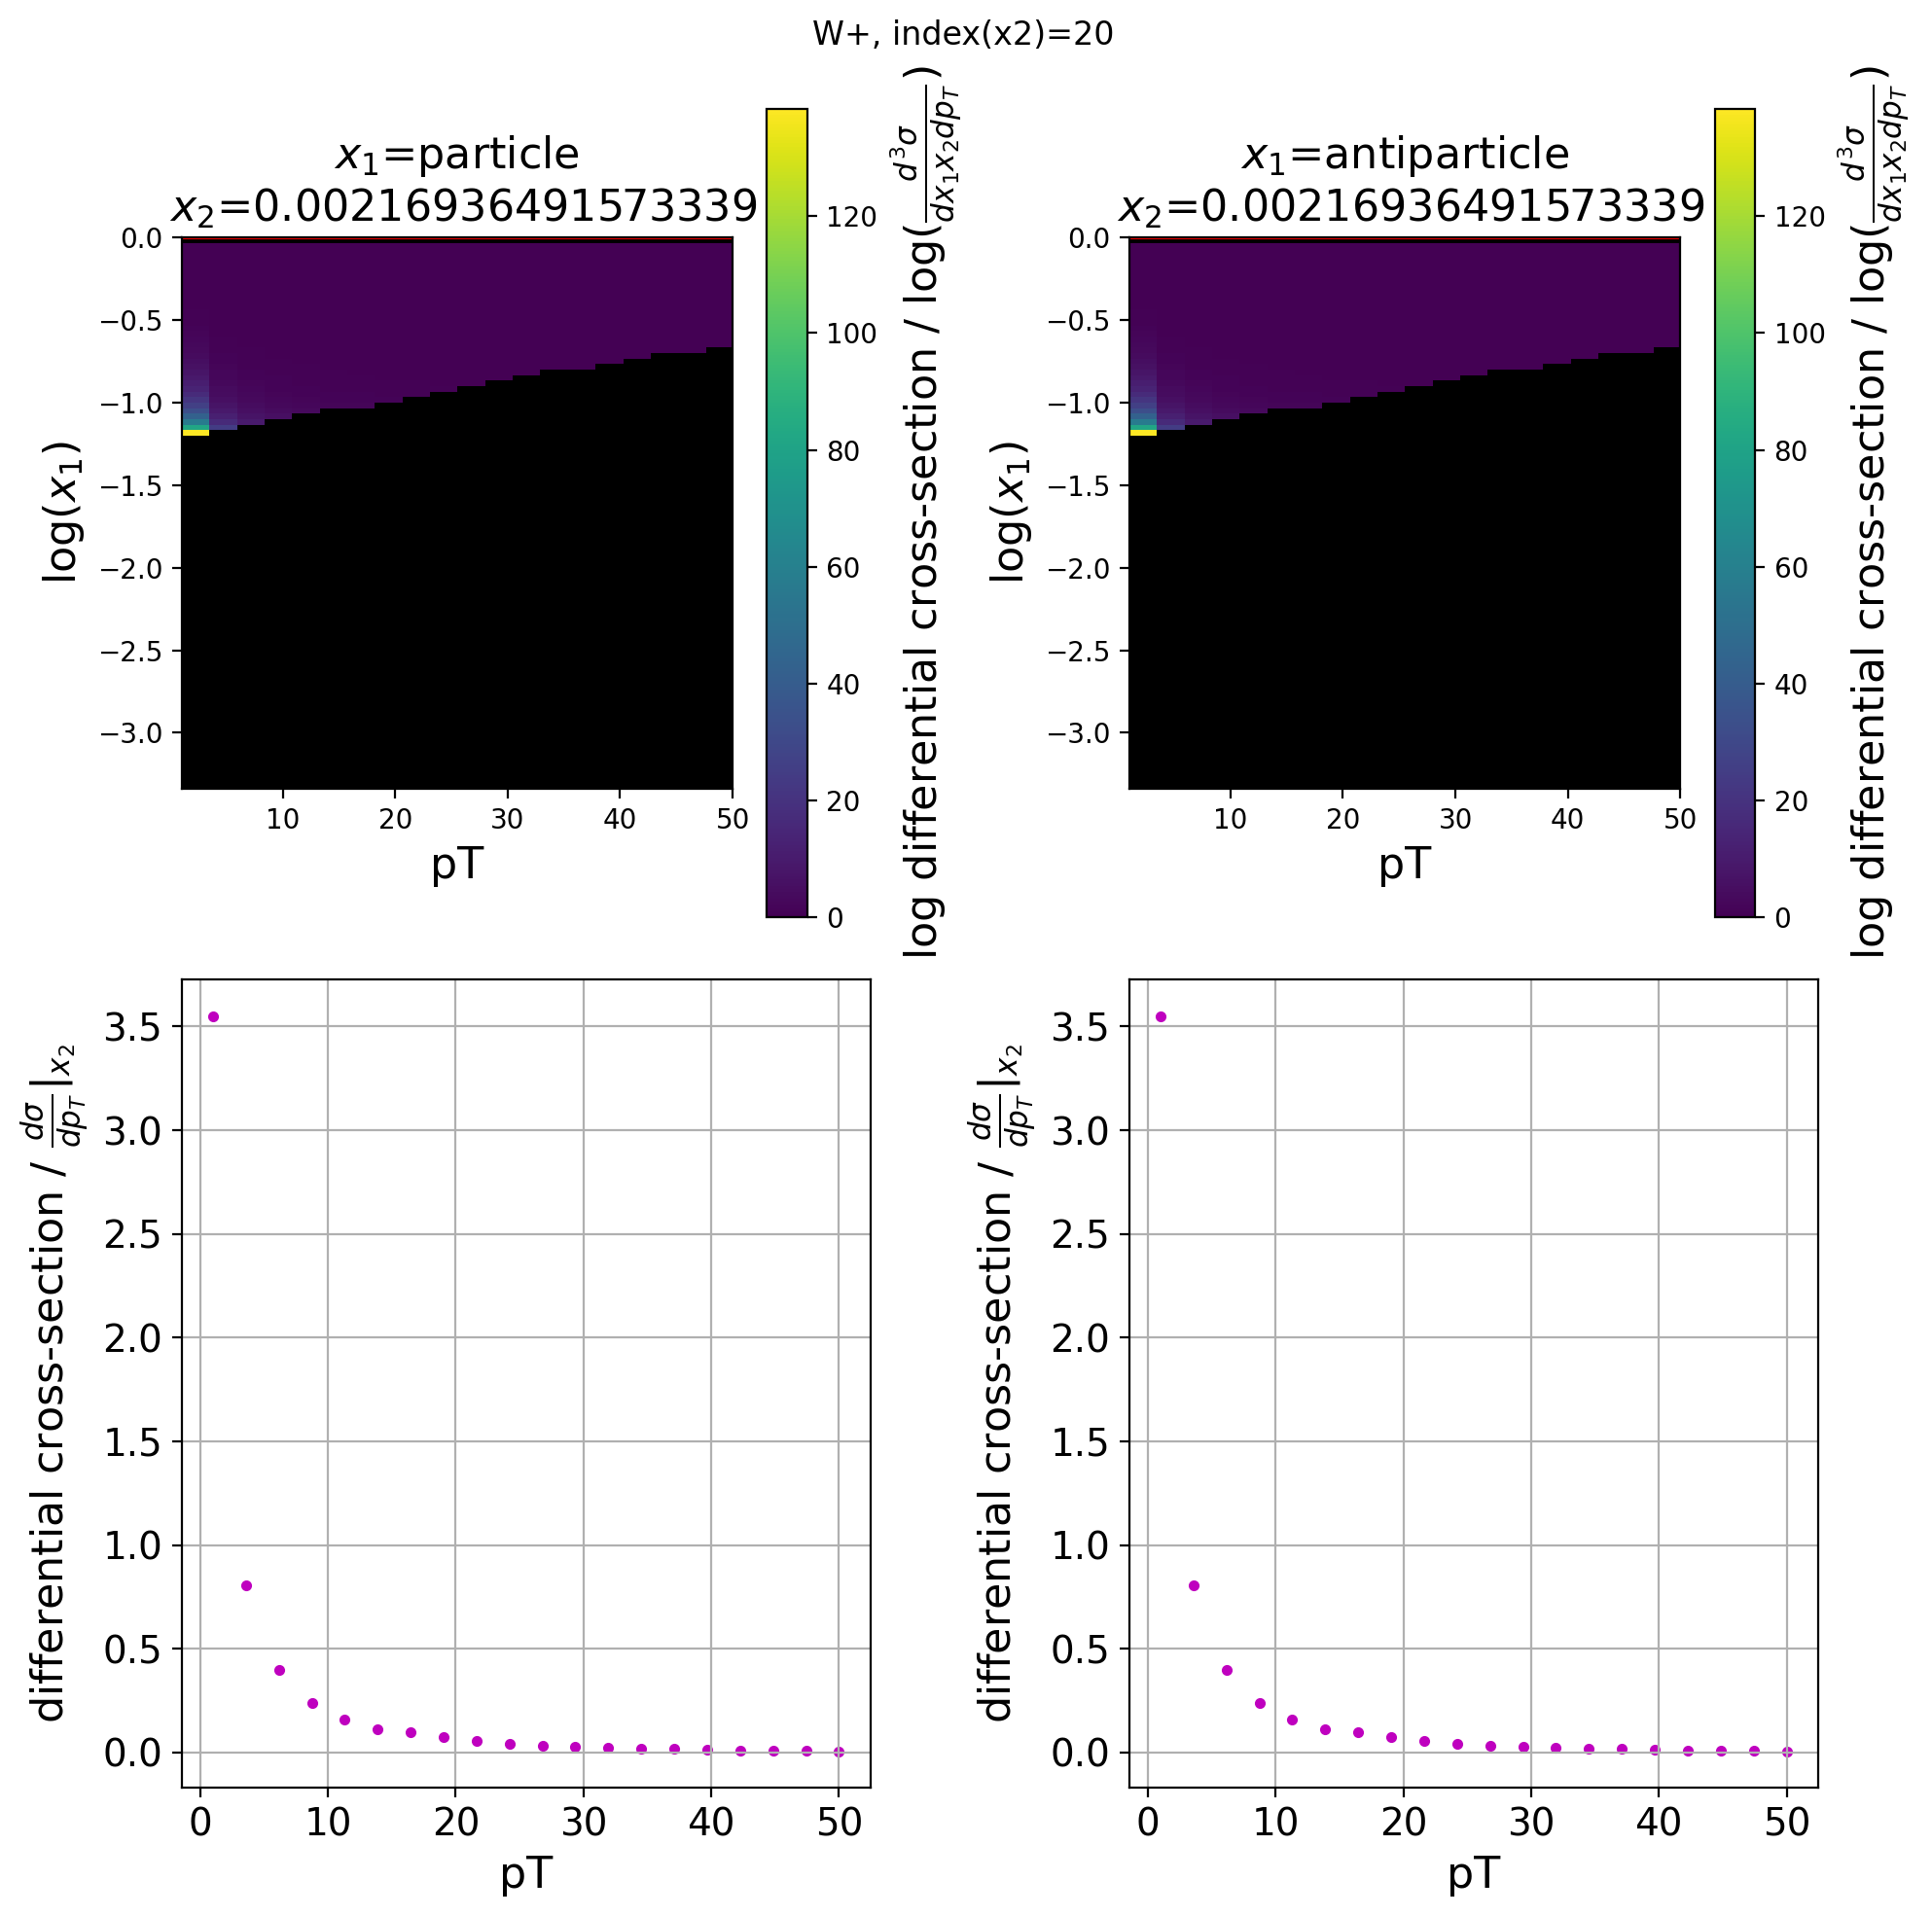 W+, index(x2)=20
x₁=particle
x₂=0.00216936491573339
0.0
−0.5
−1.0
−1.5
−2.0
−2.5
−3.0
log(x₁)
10 20 30 40 50
pT
120
100
80
60
40
20
0
log differential cross-section / log(d³σ/dx₁x₂dp_T)
x₁=antiparticle
x₂=0.00216936491573339
0.0
−0.5
−1.0
−1.5
−2.0
−2.5
−3.0
log(x₁)
10 20 30 40 50
pT
120
100
80
60
40
20
0
log differential cross-section / log(d³σ/dx₁x₂dp_T)
3.5
3.0
2.5
2.0
1.5
1.0
0.5
0.0
differential cross-section / dσ/dp_T|x₂
0 10 20 30 40 50
pT
3.5
3.0
2.5
2.0
1.5
1.0
0.5
0.0
differential cross-section / dσ/dp_T|x₂
0 10 20 30 40 50
pT